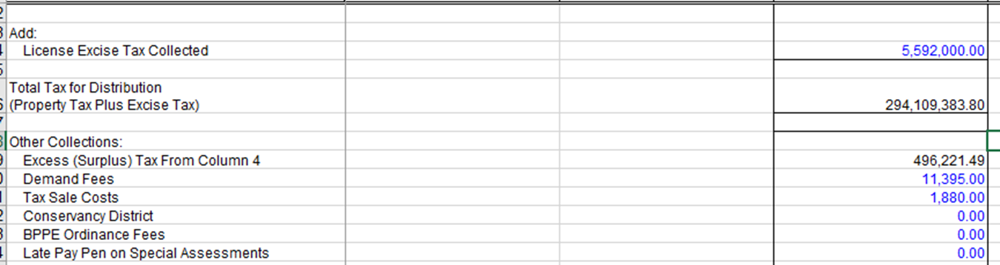 Add:
License Excise Tax Collected 5,592,000.00
Total Tax for Distribution
(Property Tax Plus Excise Tax) 294,109,383.80
Other Collections:
Excess (Surplus) Tax From Column 4 496,221.49
Demand Fees 11,395.00
Tax Sale Costs 1,880.00
Conservancy District 0.00
BPPE Ordinance Fees 0.00
Late Pay Pen on Special Assessments 0.00